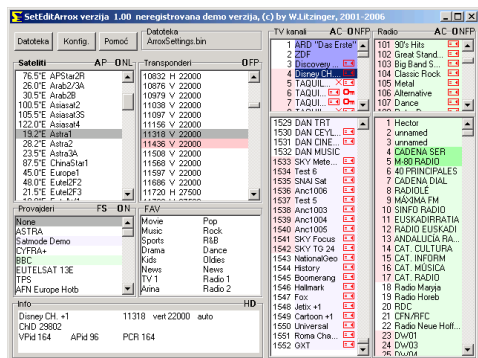 SetEditArrox verzija 1.00 neregistrovana demo verzija, (c) by W.Litzinger, 2001-2006
Datoteka
Konfig.
Pomoć
Datoteka
ArroxSettings.bin
Sateliti AP ONL
76.5°E APStar2R
26.0°E Arab2/3A
30.5°E Arab2B
100.5°E Asiasat2
105.5°E Asiasat3S
122.0°E Asiasat4
19.2°E Astra1
28.2°E Astra2
23.5°E Astra3A
87.5°E ChinaStar1
45.0°E Europe1
48.0°E Eutel2F2
21.5°E Eutel2F3
Transponderi OFP
10832 H 22000
10876 V 22000
10979 V 22000
11038 V 22000
11097 V 22000
11156 V 22000
11318 V 22000
11436 V 22000
11508 V 22000
11568 V 22000
11597 V 22000
11686 V 22000
11720 H 27500
Provajderi FS ON
None
ASTRA
Satmode Demo
CYFRA+
BBC
EUTELSAT 13E
TPS
AFN Europe Hotb
FAV
Movie Pop
Music Rock
Sports R&B
Drama Dance
Kids Oldies
News News
TV 1 Radio 1
Arina Radio 2
Info HD
Disney CH. +1 11318 vert 22000 auto
ChID 29802
VPid 164 APid 96 PCR 164
TV kanali AC ONFP
1 ARD "Das Erste"
2 ZDF
3 Discovery ...
4 Disney CH....
5 TAQUIL...
6 TAQUI...
7 TAQUI...
1529 DAN TRT
1530 DAN CEYL...
1531 DAN CINE...
1532 DAN MUSIC
1533 SKY Mete...
1534 Test 6
1535 SNAI Sat
1536 Anc1006
1537 Test 5
1538 Anc1003
1539 Anc1004
1540 Anc1005
1541 SKY Focus
1542 SKY TG 24
1543 NationalGeo
1544 History
1545 Boomerang
1546 Hallmark
1547 Fox
1548 Jetix +1
1549 Cartoon +1
1550 Universal
1551 Roma Cha...
1552 GXT
Radio AC ONFP
101 90's Hits
102 Great Stand...
103 Big Band S...
104 Classic Rock
105 Metal
106 Alternative
107 Dance
1 Hector
2 unnamed
3 unnamed
4 CADENA SER
5 M-80 RADIO
6 40 PRINCIPALES
7 CADENA DIAL
8 RADIOLÉ
9 MÁXIMA FM
10 SINFO RADIO
11 EUSKADIRRATIA
12 RADIO EUSKADI
13 ANDALUCÍA RA...
14 CAT. CULTURA
15 CAT. INFORM
16 CAT. MÚSICA
17 CAT. RADIO
18 Radio Maryja
19 Radio Horeb
20 RDC
21 CFN/RFC
22 Radio Neue Hoff...
23 DW01
24 DW03
25 DW04